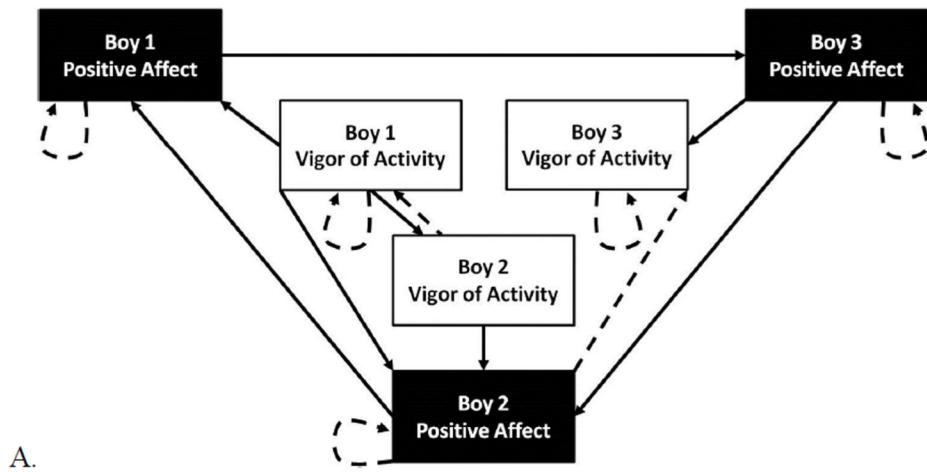 Boy 1
Positive Affect
Boy 3
Positive Affect
Boy 1
Vigor of Activity
Boy 3
Vigor of Activity
Boy 2
Vigor of Activity
Boy 2
Positive Affect
A.